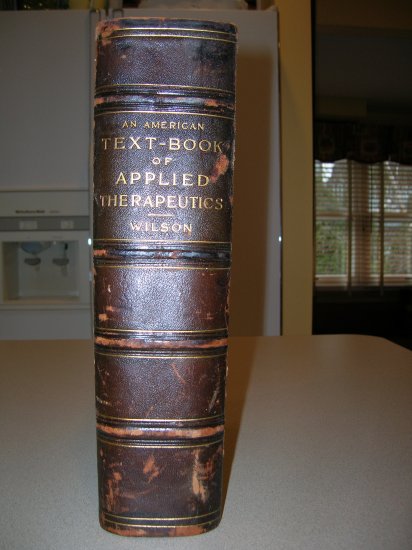 AN AMERICAN
TEXT-BOOK
OF
APPLIED
THERAPEUTICS
WILSON